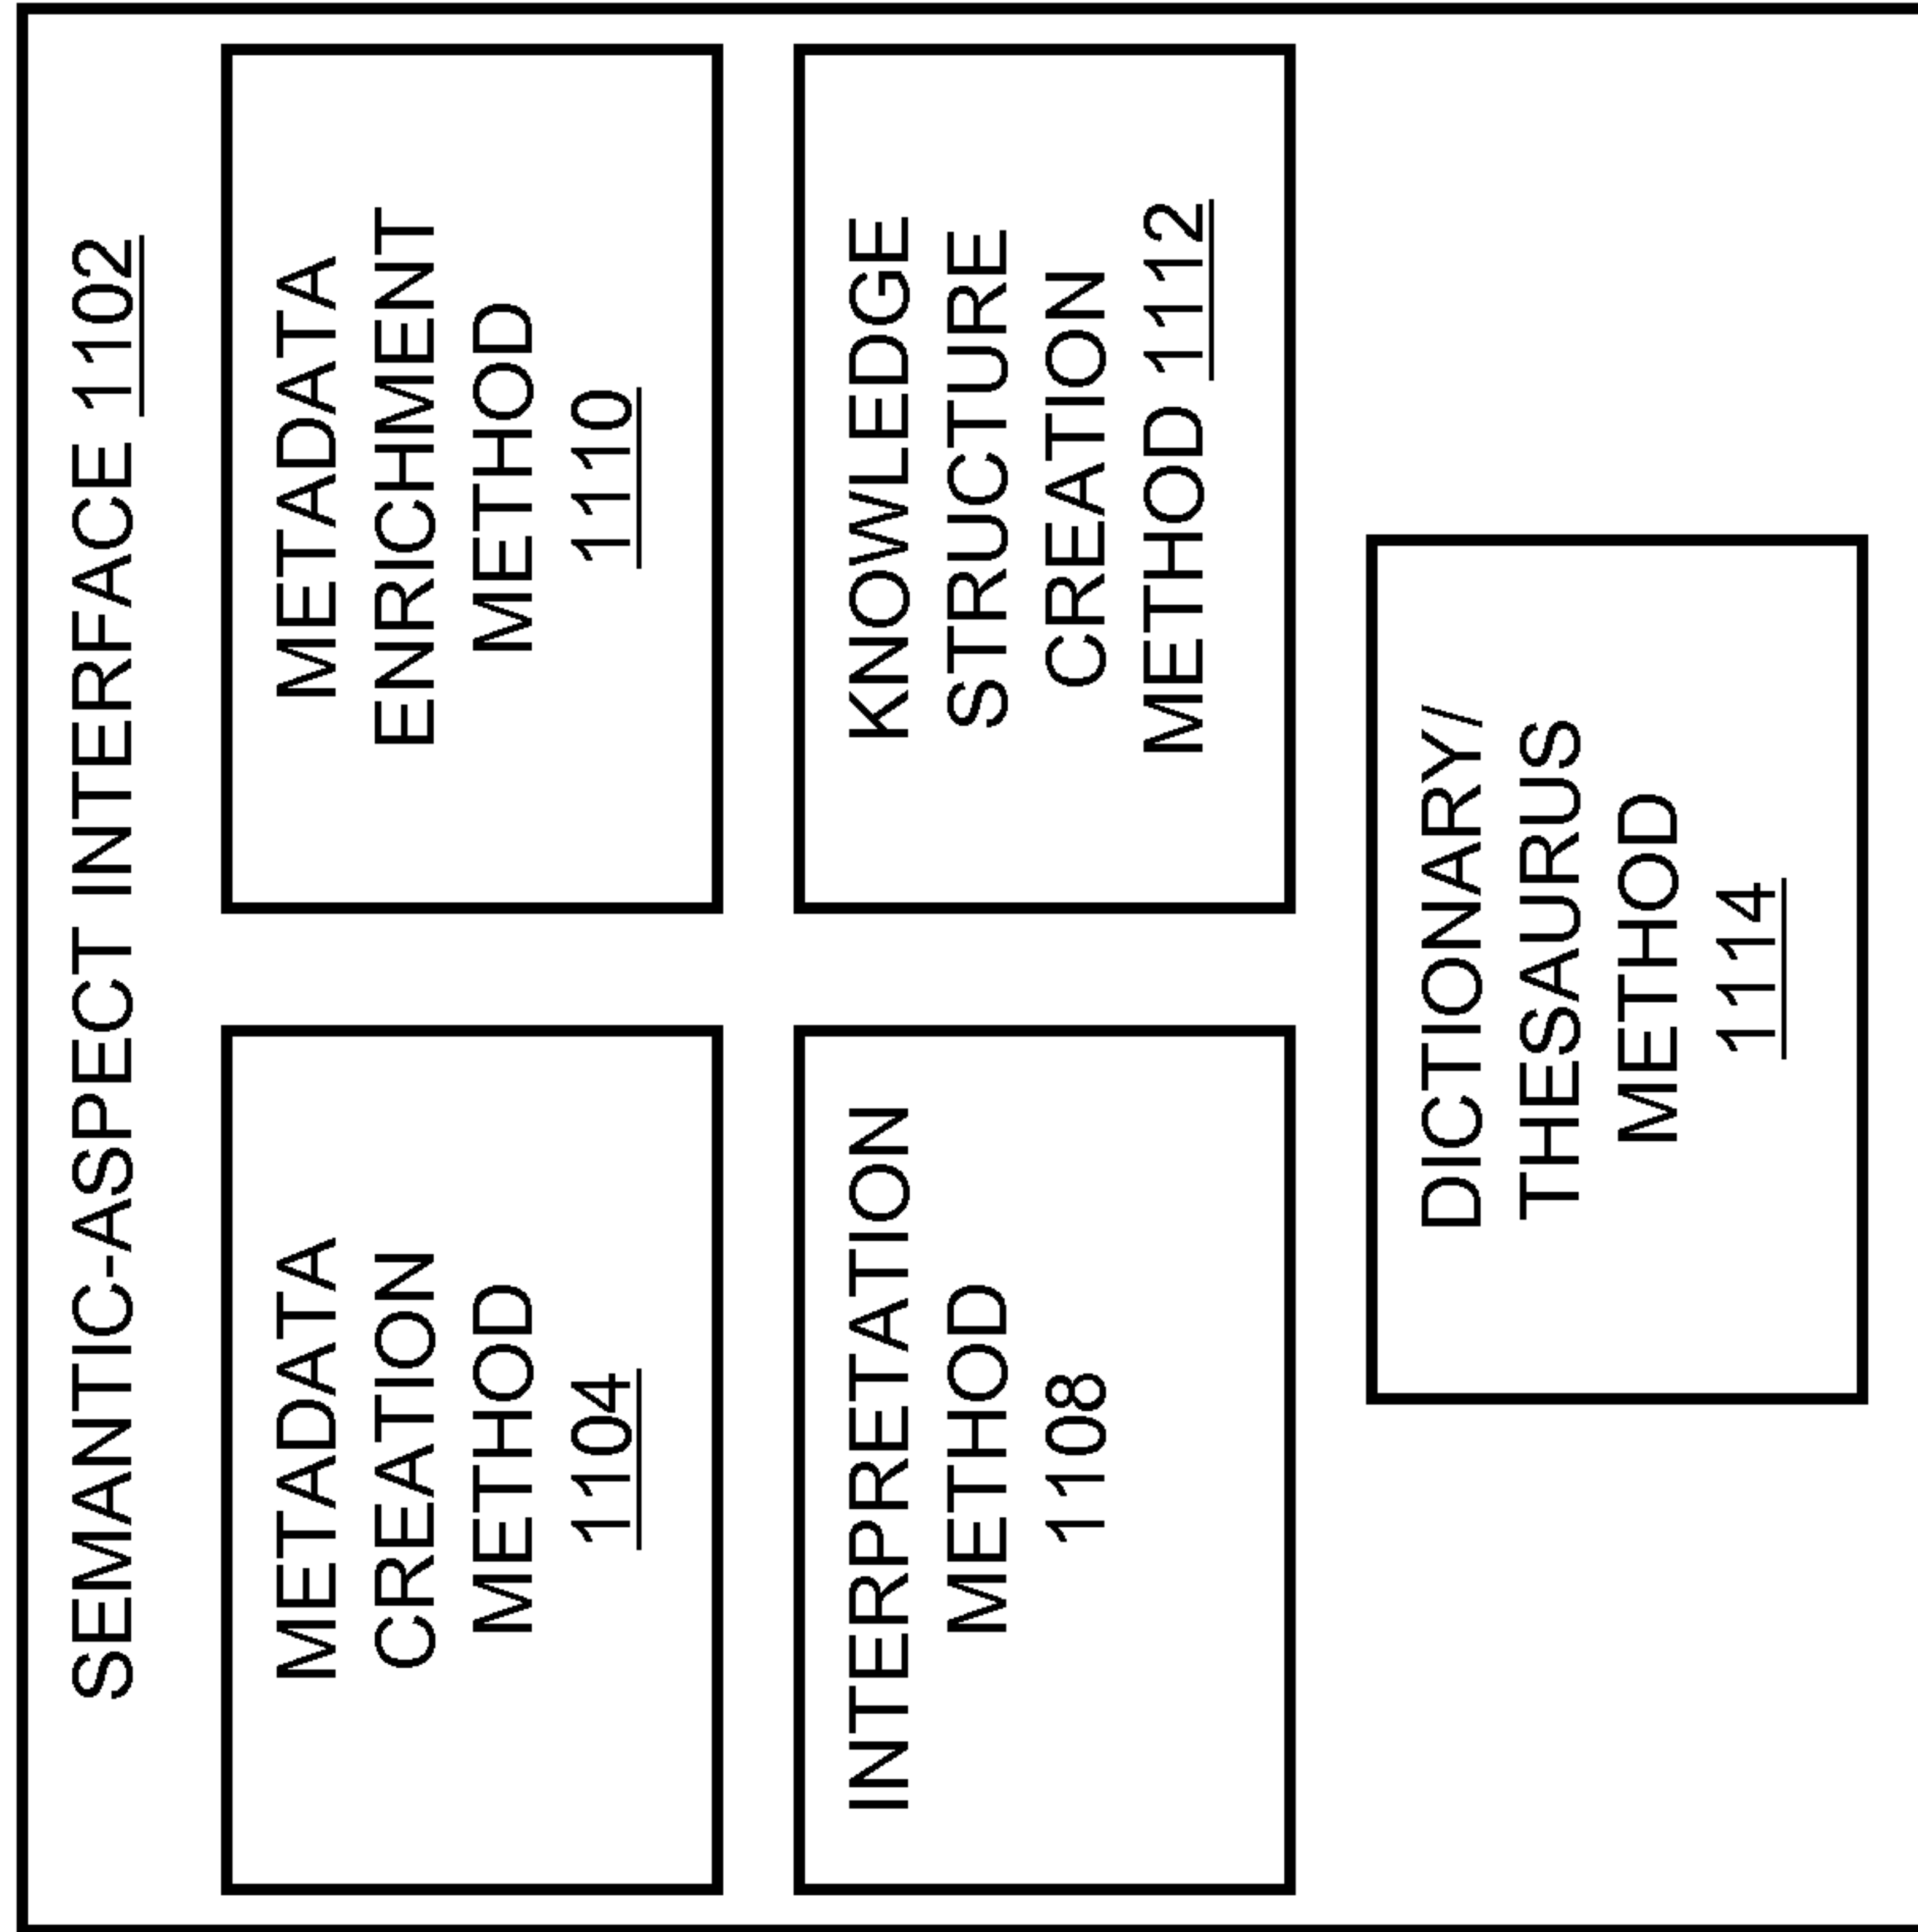 SEMANTIC-ASPECT INTERFACE 1102
METADATA
CREATION
METHOD
1104
METADATA
ENRICHMENT
METHOD
1110
INTERPRETATION
METHOD
1108
KNOWLEDGE
STRUCTURE
CREATION
METHOD 1112
DICTIONARY/
THESAURUS
METHOD
1114